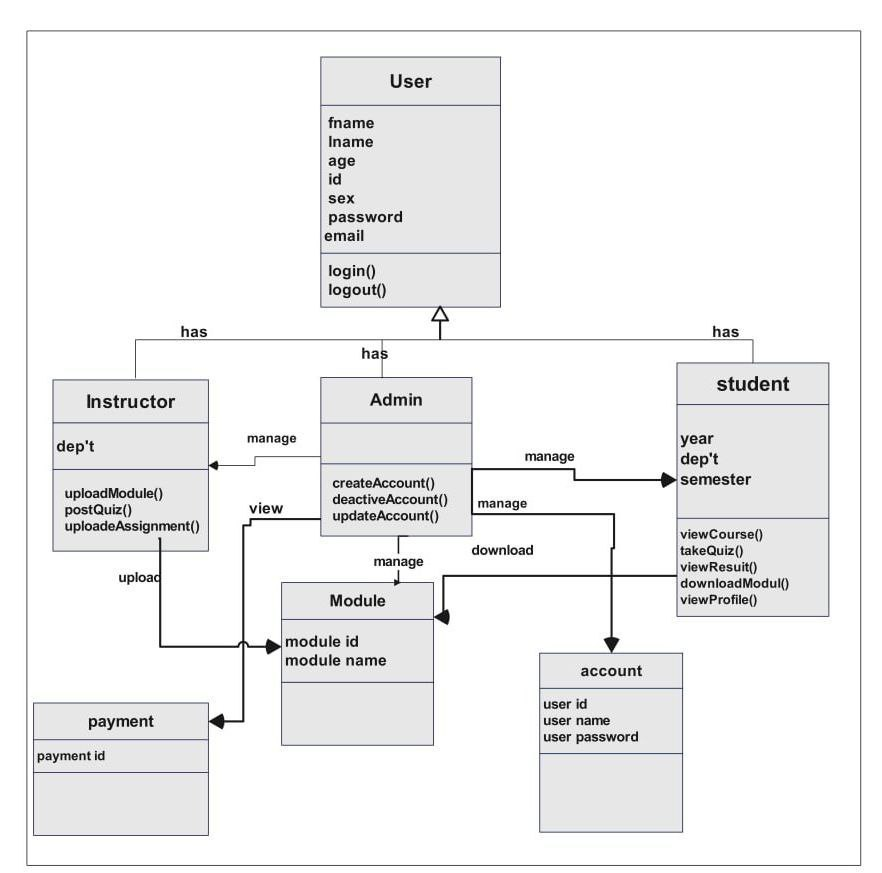 User
fname
lname
age
id
sex
password
email
login()
logout()
has
has
has
Instructor
dep't
uploadModule()
postQuiz()
uploadeAssignment()
manage
Admin
createAccount()
deactiveAccount()
updateAccount()
manage
manage
student
year
dep't
semester
viewCourse()
takeQuiz()
viewResuit()
downloadModul()
viewProfile()
view
upload
manage
download
Module
module id
module name
payment
payment id
account
user id
user name
user password